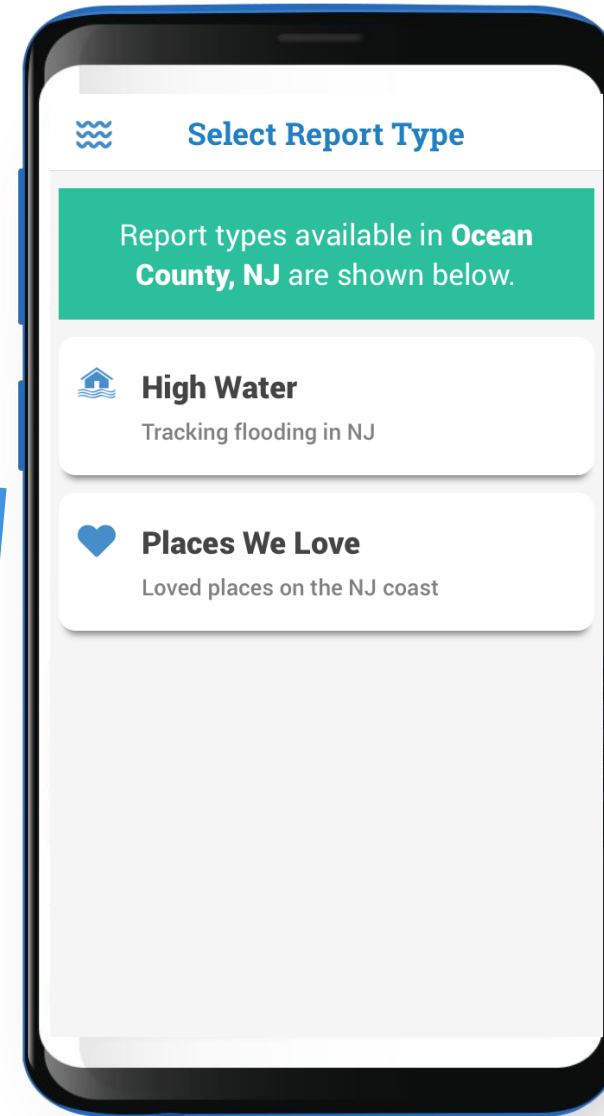 Select Report Type
Report types available in Ocean
County, NJ are shown below.
High Water
Tracking flooding in NJ
Places We Love
Loved places on the NJ coast